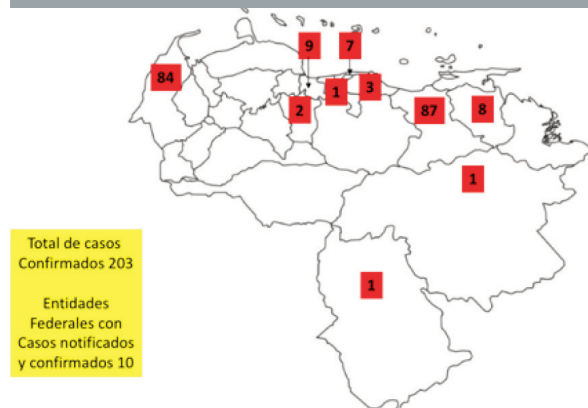 9
7
84
1
3
2
87
8
1
1
Total de casos
Confirmados 203
Entidades
Federales con
Casos notificados
y confirmados 10